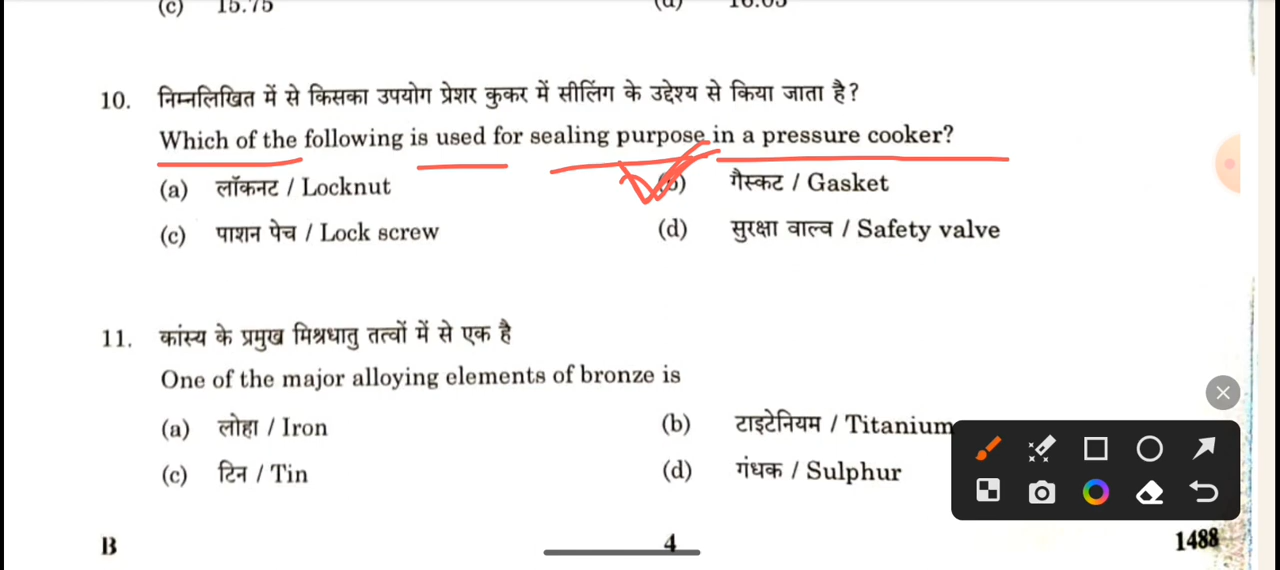 (c) 15.75 (d) 16.05
10. निम्नलिखित में से किसका उपयोग प्रेशर कुकर में सीलिंग के उद्देश्य से किया जाता है?
Which of the following is used for sealing purpose in a pressure cooker?
(a) लॉकनट / Locknut (b) गैस्कट / Gasket
(c) पाशन पेच / Lock screw (d) सुरक्षा वाल्व / Safety valve
11. कांस्य के प्रमुख मिश्रधातु तत्वों में से एक है
One of the major alloying elements of bronze is
(a) लोहा / Iron (b) टाइटेनियम / Titanium
(c) टिन / Tin (d) गंधक / Sulphur
B 4 1488